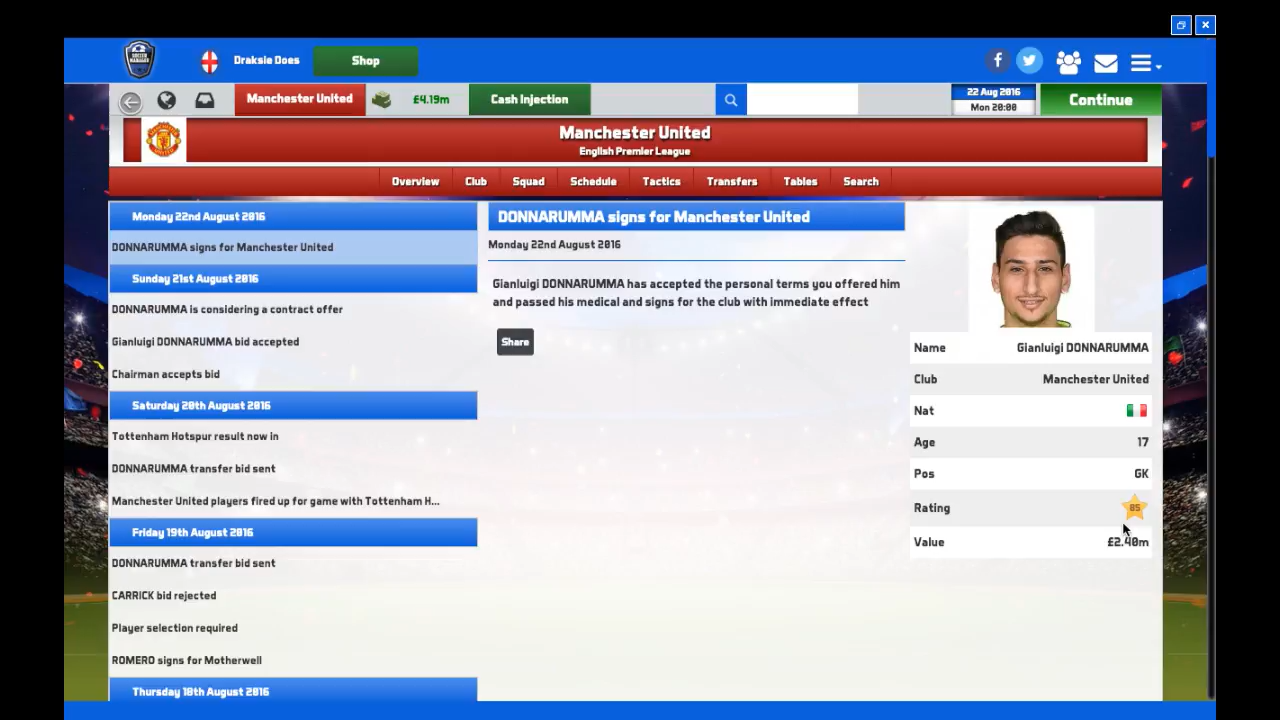 SOCCER MANAGER
Draksie Does
Shop
Manchester United
£4.19m
Cash Injection
22 Aug 2016
Mon 20:00
Continue
Manchester United
English Premier League
Overview
Club
Squad
Schedule
Tactics
Transfers
Tables
Search
Monday 22nd August 2016
DONNARUMMA signs for Manchester United
Sunday 21st August 2016
DONNARUMMA is considering a contract offer
Gianluigi DONNARUMMA bid accepted
Chairman accepts bid
Saturday 20th August 2016
Tottenham Hotspur result now in
DONNARUMMA transfer bid sent
Manchester United players fired up for game with Tottenham H...
Friday 19th August 2016
DONNARUMMA transfer bid sent
CARRICK bid rejected
Player selection required
ROMERO signs for Motherwell
Thursday 18th August 2016
DONNARUMMA signs for Manchester United
Monday 22nd August 2016
Gianluigi DONNARUMMA has accepted the personal terms you offered him
and passed his medical and signs for the club with immediate effect
Share
Name Gianluigi DONNARUMMA
Club Manchester United
Nat
Age 17
Pos GK
Rating 85
Value £2.40m